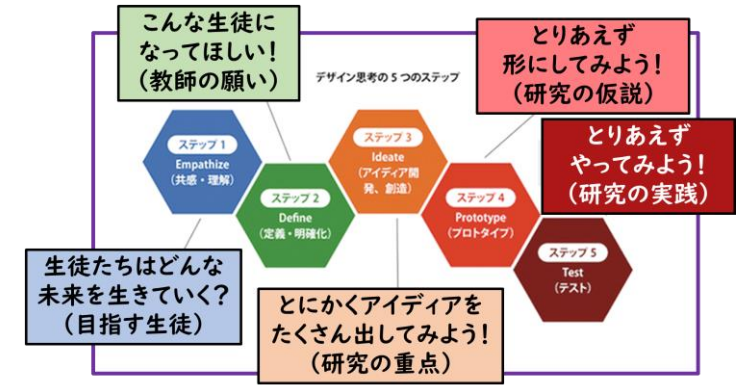 こんな生徒に
なってほしい!
(教師の願い)
デザイン思考の5つのステップ
とりあえず
形にしてみよう!
(研究の仮説)
とりあえず
やってみよう!
(研究の実践)
ステップ 1
Empathize
(共感・理解)
ステップ 2
Define
(定義・明確化)
ステップ 3
Ideate
(アイディア開
発、創造)
ステップ 4
Prototype
(プロトタイプ)
ステップ 5
Test
(テスト)
生徒たちはどんな
未来を生きていく?
(目指す生徒)
とにかくアイディアを
たくさん出してみよう!
(研究の重点)